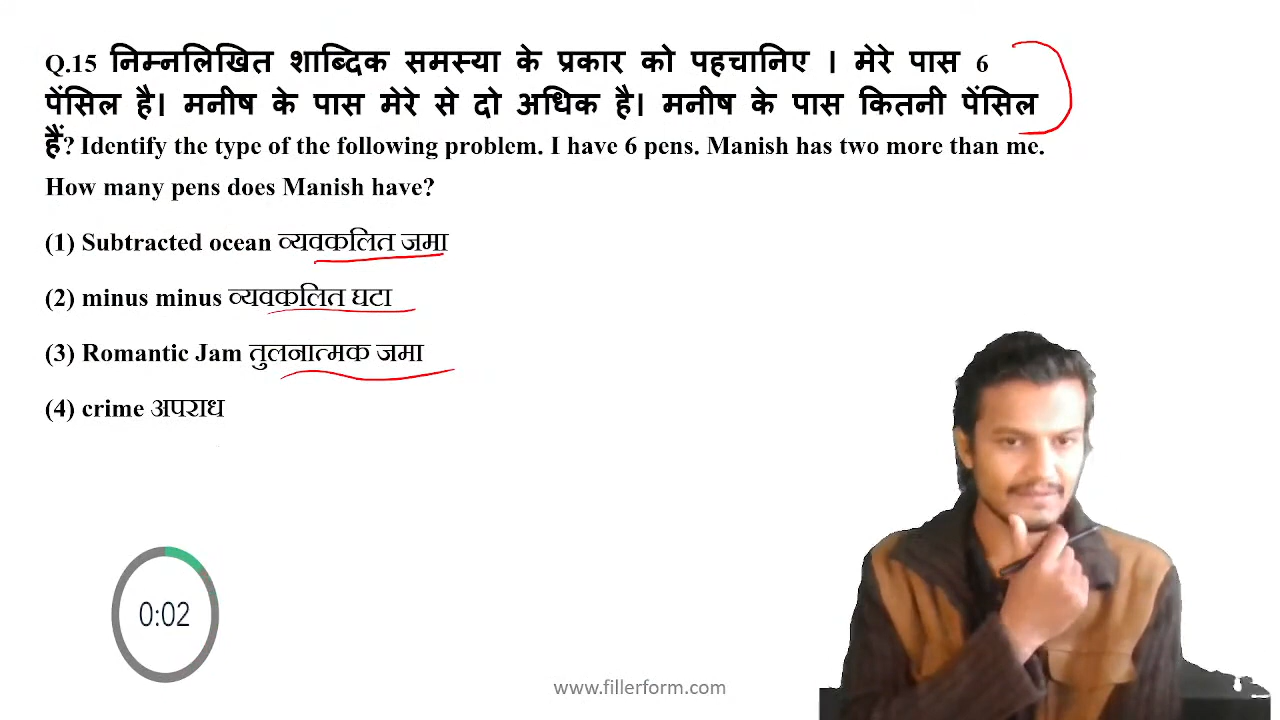 Q.15 निम्नलिखित शाब्दिक समस्या के प्रकार को पहचानिए । मेरे पास 6
पेंसिल है। मनीष के पास मेरे से दो अधिक है। मनीष के पास कितनी पेंसिल
हैं? Identify the type of the following problem. I have 6 pens. Manish has two more than me.
How many pens does Manish have?
(1) Subtracted ocean व्यवकलित जमा
(2) minus minus व्यवकलित घटा
(3) Romantic Jam तुलनात्मक जमा
(4) crime अपराध
0:02
www.fillerform.com